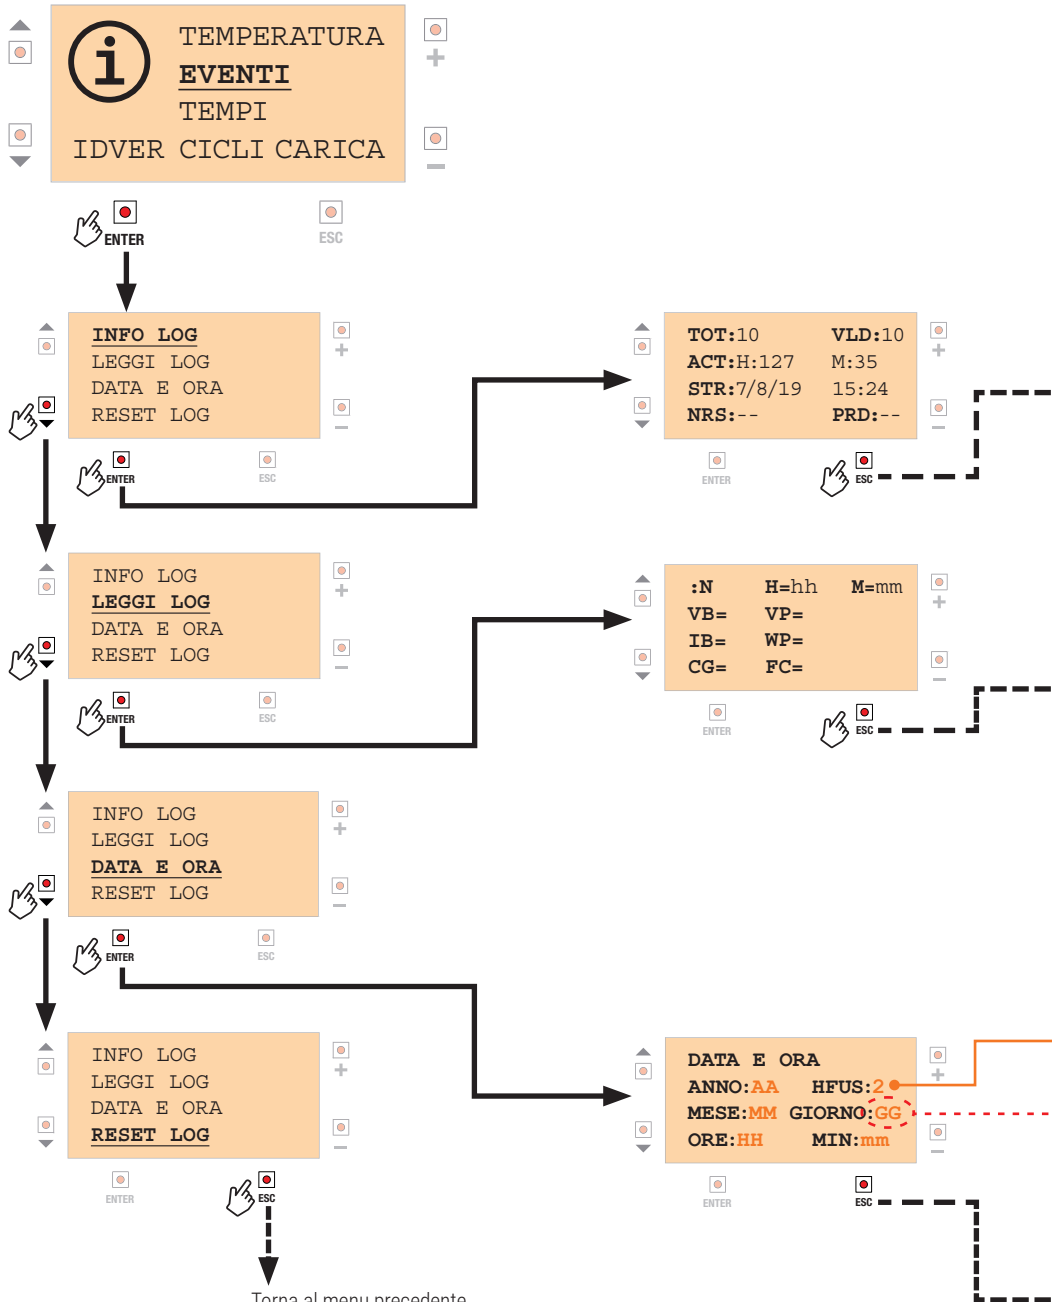 TEMPERATURA
EVENTI
TEMPI
IDVER CICLI CARICA
ENTER
ESC
INFO LOG
LEGGI LOG
DATA E ORA
RESET LOG
ENTER
ESC
TOT:10 VLD:10
ACT:H:127 M:35
STR:7/8/19 15:24
NRS:-- PRD:--
ENTER
ESC
INFO LOG
LEGGI LOG
DATA E ORA
RESET LOG
ENTER
ESC
:N H=hh M=mm
VB= VP=
IB= WP=
CG= FC=
ENTER
ESC
INFO LOG
LEGGI LOG
DATA E ORA
RESET LOG
ENTER
ESC
INFO LOG
LEGGI LOG
DATA E ORA
RESET LOG
ENTER
ESC
DATA E ORA
ANNO:AA HFUS:2
MESE:MM GIORNO:GG
ORE:HH MIN:mm
ENTER
ESC
Torna al menu precedente